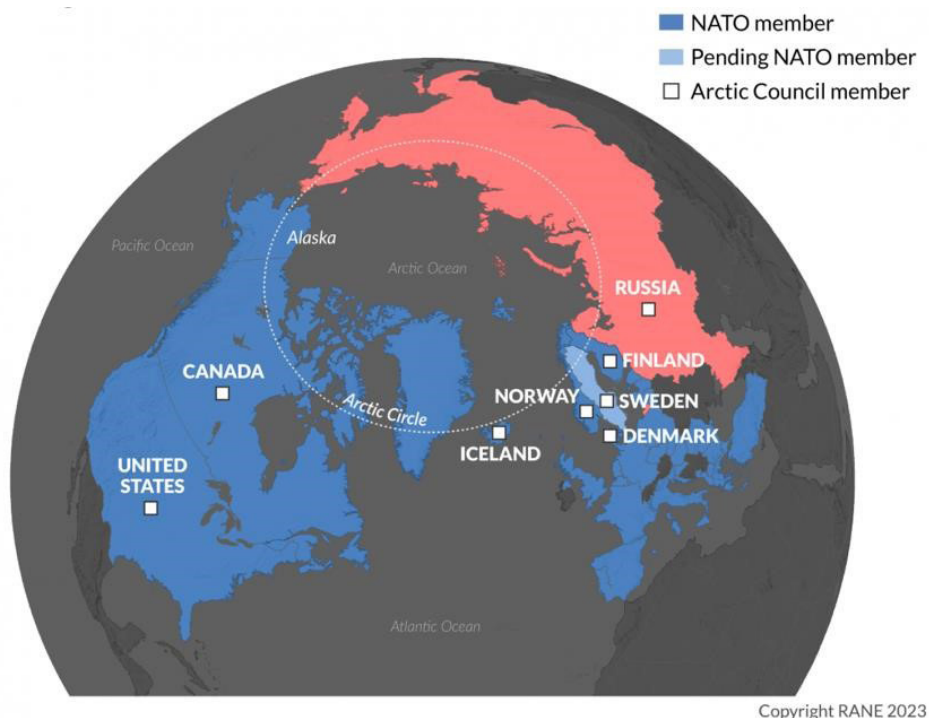 NATO member
Pending NATO member
Arctic Council member
Pacific Ocean
Alaska
Arctic Ocean
RUSSIA
CANADA
FINLAND
NORWAY
SWEDEN
Arctic Circle
DENMARK
ICELAND
UNITED
STATES
Atlantic Ocean
Copyright RANE 2023